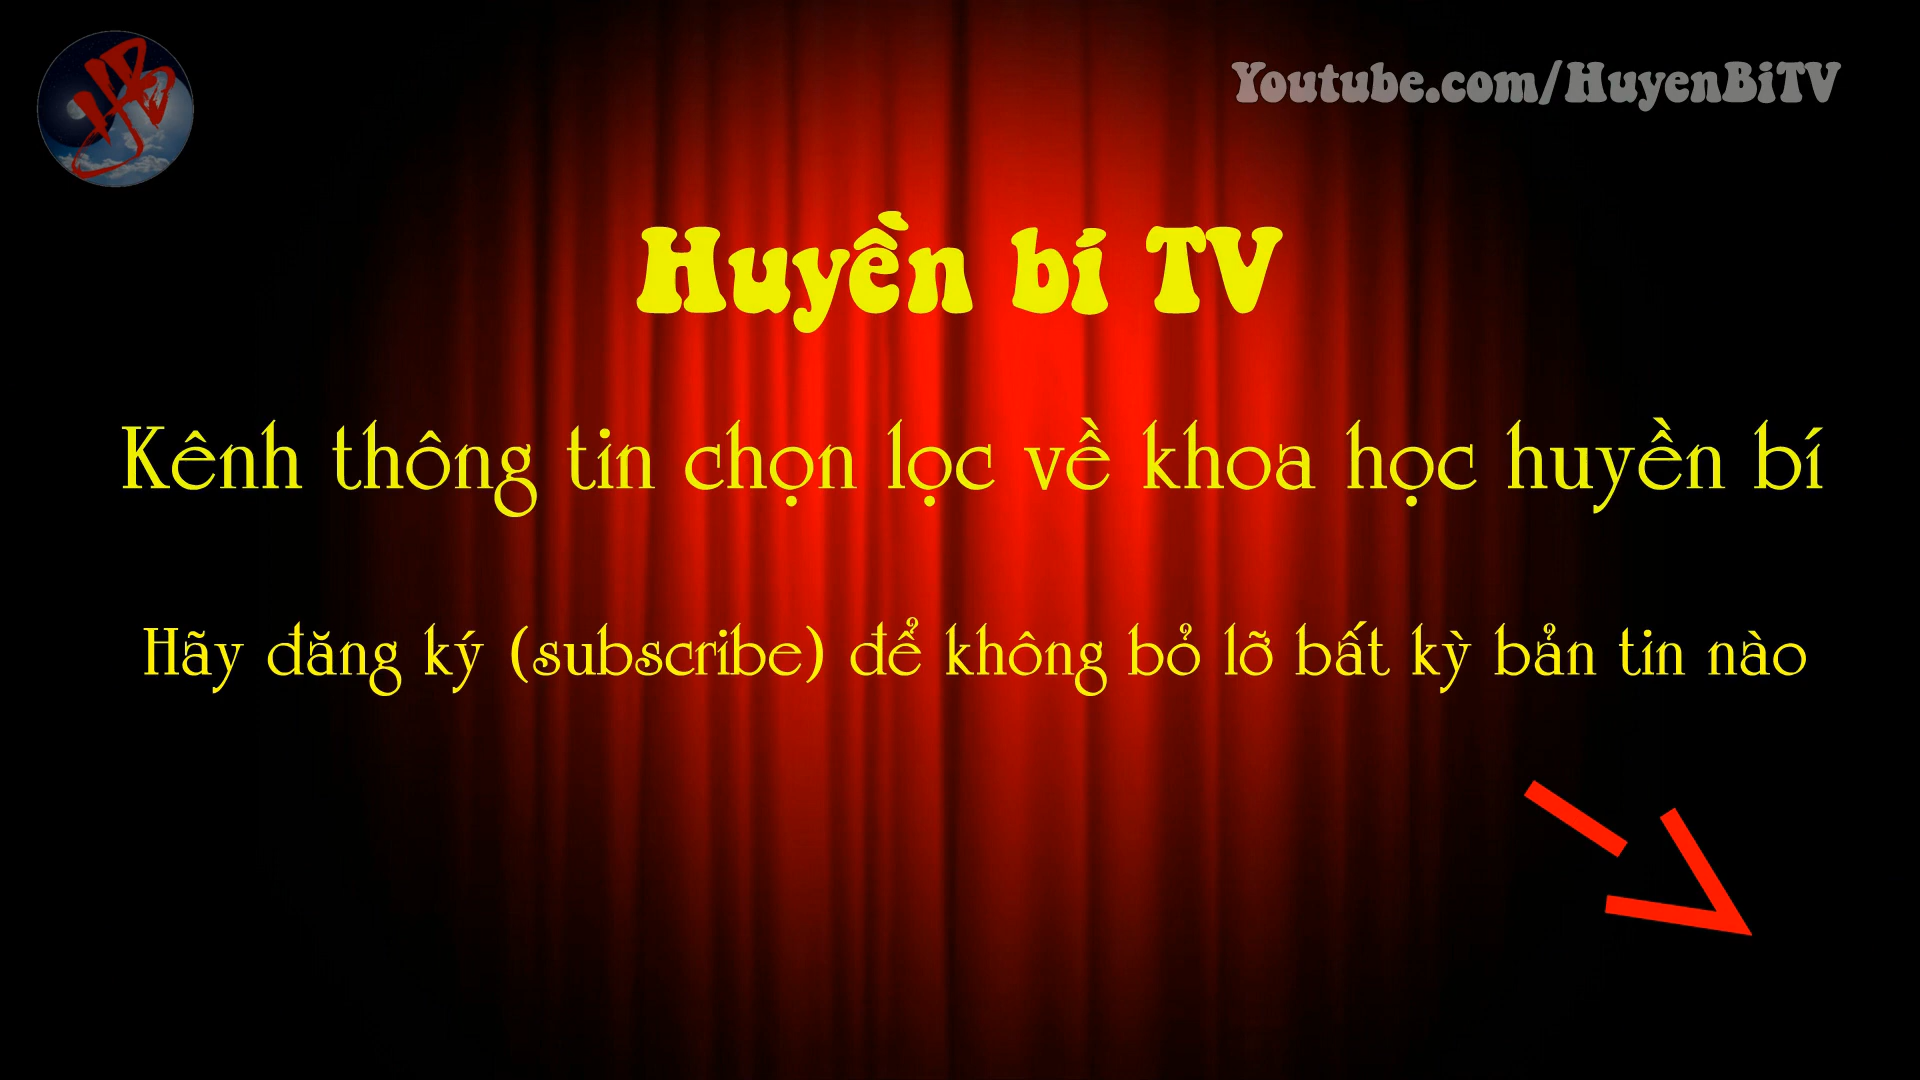 HB
Youtube.com/HuyenBiTV
Huyền bí TV
Kênh thông tin chọn lọc về khoa học huyền bí
Hãy đăng ký (subscribe) để không bỏ lỡ bất kỳ bản tin nào